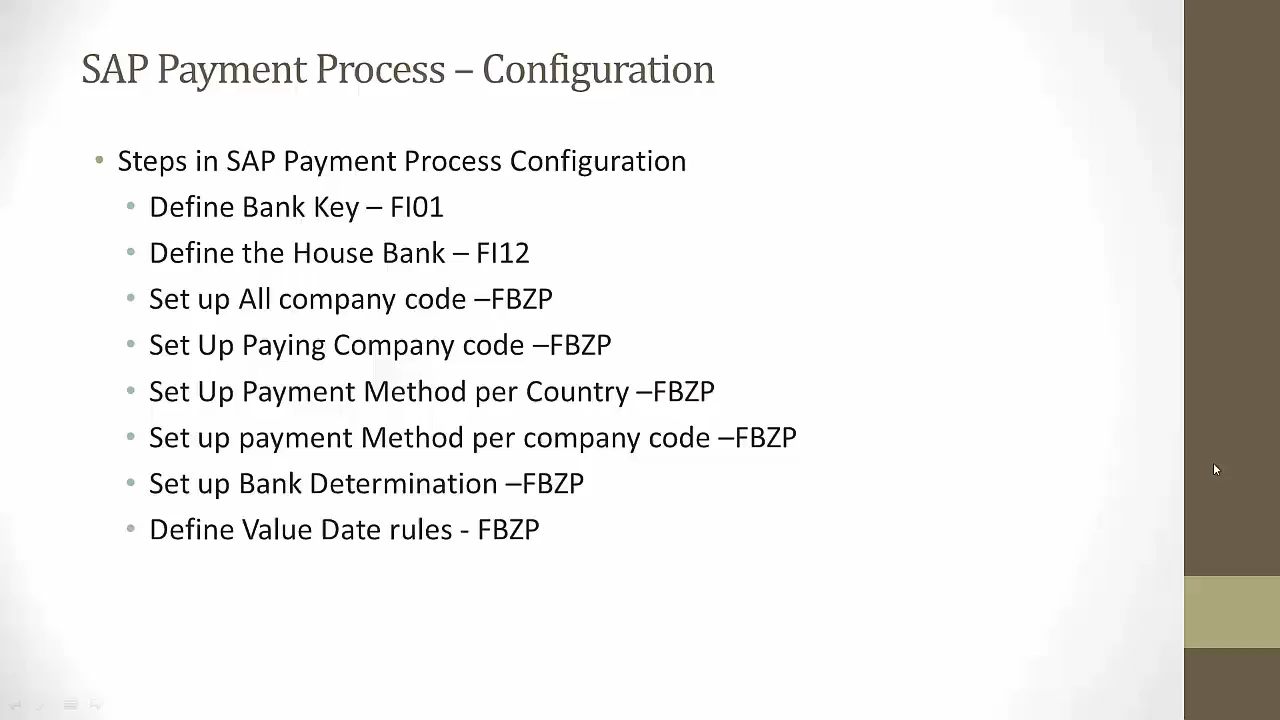 SAP Payment Process – Configuration
• Steps in SAP Payment Process Configuration
• Define Bank Key – FI01
• Define the House Bank – FI12
• Set up All company code –FBZP
• Set Up Paying Company code –FBZP
• Set Up Payment Method per Country –FBZP
• Set up payment Method per company code –FBZP
• Set up Bank Determination –FBZP
• Define Value Date rules - FBZP